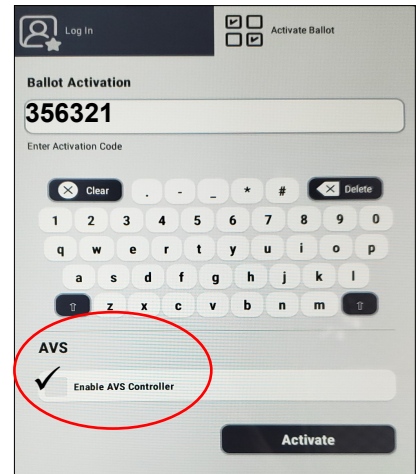 Log In
Activate Ballot
Ballot Activation
356321
Enter Activation Code
Clear . - _ * # Delete
1 2 3 4 5 6 7 8 9 0
q w e r t y u i o p
a s d f g h j k l
z x c v b n m
AVS
Enable AVS Controller
Activate